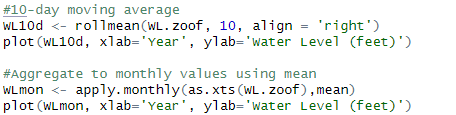 #10-day moving average
WL10d <- rollmean(WL.zoof, 10, align = 'right')
plot(WL10d, xlab='Year', ylab='Water Level (feet)')
#Aggregate to monthly values using mean
WLmon <- apply.monthly(as.xts(WL.zoof),mean)
plot(WLmon, xlab='Year', ylab='Water Level (feet)')